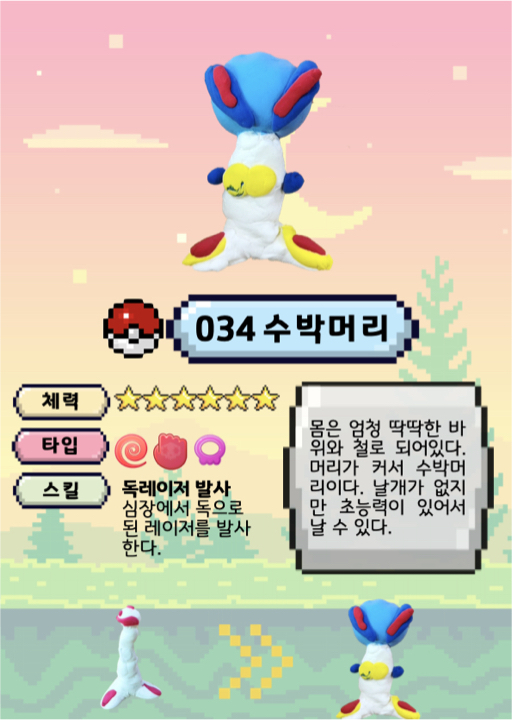 034 수박머리
체력
타입
스킬
독레이저 발사
심장에서 독으로
된 레이저를 발사
한다.
몸은 엄청 딱딱한 바
위와 철로 되어있다.
머리가 커서 수박머
리이다. 날개가 없지
만 초능력이 있어서
날 수 있다.